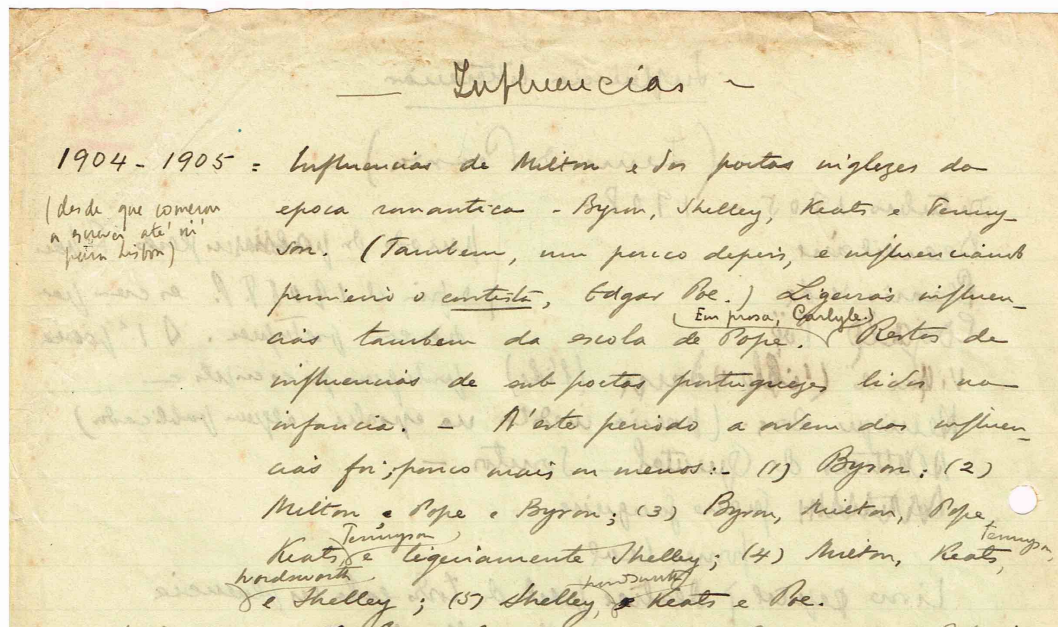 — Influencias —
1904 - 1905 = Influencias de Milton e dos poetas inglezes da
(desde que comecei
a escrever até vir
para Lisboa)
epoca romantica - Byron, Shelley, Keats e Tenny-
son. (Tambem, um pouco depois, e influenciando
primeiro o contista, Edgar Poe.) Ligeiras influen-
cias tambem da escola de Pope. (Em prosa, Carlyle.) Restos de
influencias de sub poetas portuguezes lidos na
infancia. - N'este periodo a ordem das influen-
cias foi, pouco mais ou menos:- (1) Byron; (2)
Milton, Pope e Byron; (3) Byron, Milton, Pope,
Keats, Tennyson e ligeiramente Shelley; (4) Milton, Keats, Tennyson,
Wordsworth e Shelley; (5) Shelley, Wordsworth, Keats e Poe.